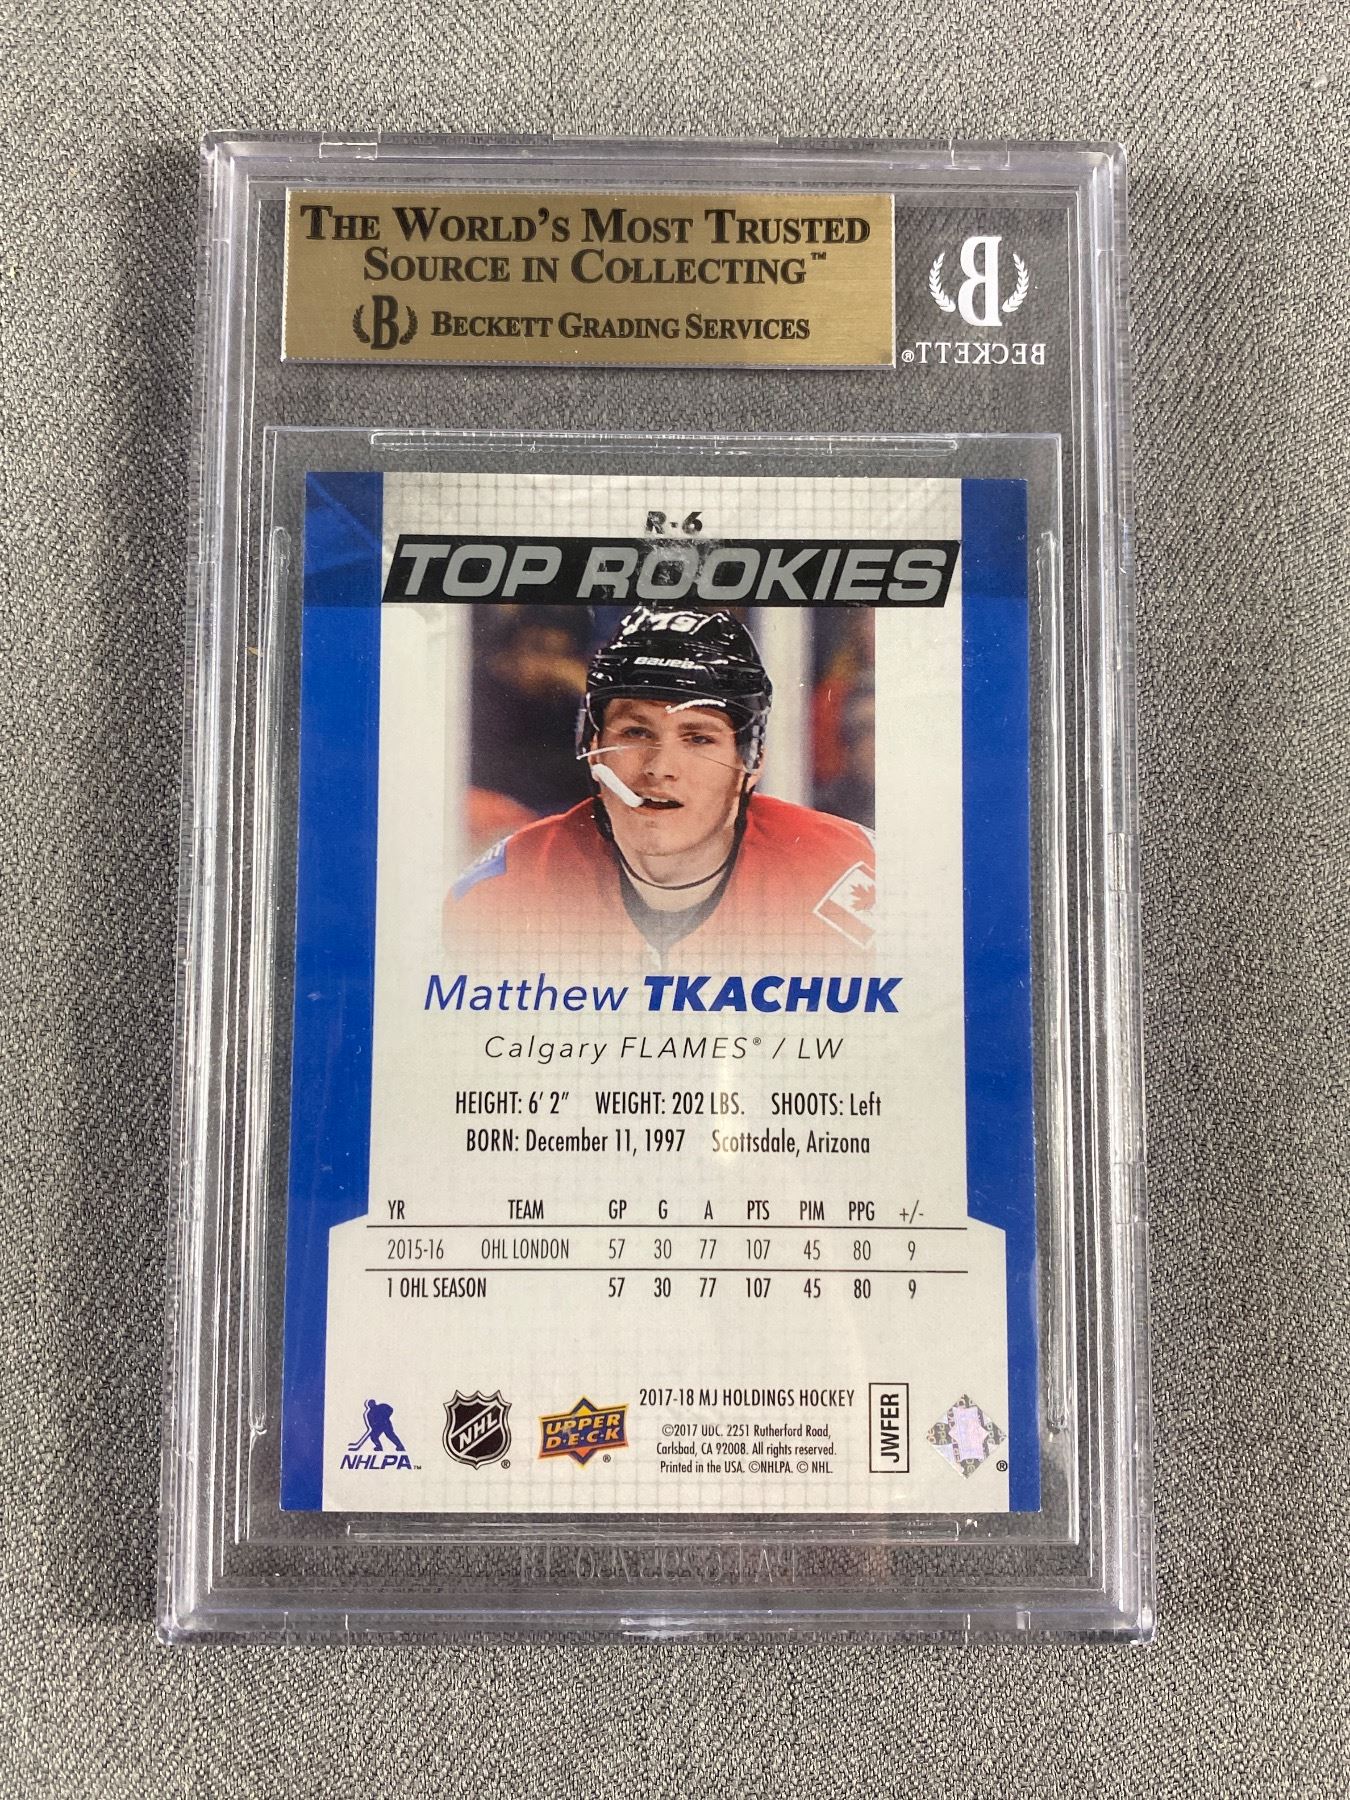 THE WORLD'S MOST TRUSTED
SOURCE IN COLLECTING™
B BECKETT GRADING SERVICES
B
BECKETT®
R-6
TOP ROOKIES
19
BAUER
Matthew TKACHUK
Calgary FLAMES® / LW
HEIGHT: 6' 2" WEIGHT: 202 LBS. SHOOTS: Left
BORN: December 11, 1997 Scottsdale, Arizona
YR TEAM GP G A PTS PIM PPG +/-
2015-16 OHL LONDON 57 30 77 107 45 80 9
1 OHL SEASON 57 30 77 107 45 80 9
NHLPA™
NHL®
UPPER DECK®
2017-18 MJ HOLDINGS HOCKEY
©2017 UDC. 2251 Rutherford Road,
Carlsbad, CA 92008. All rights reserved.
Printed in the USA. ©NHLPA. © NHL.
JWFER
®